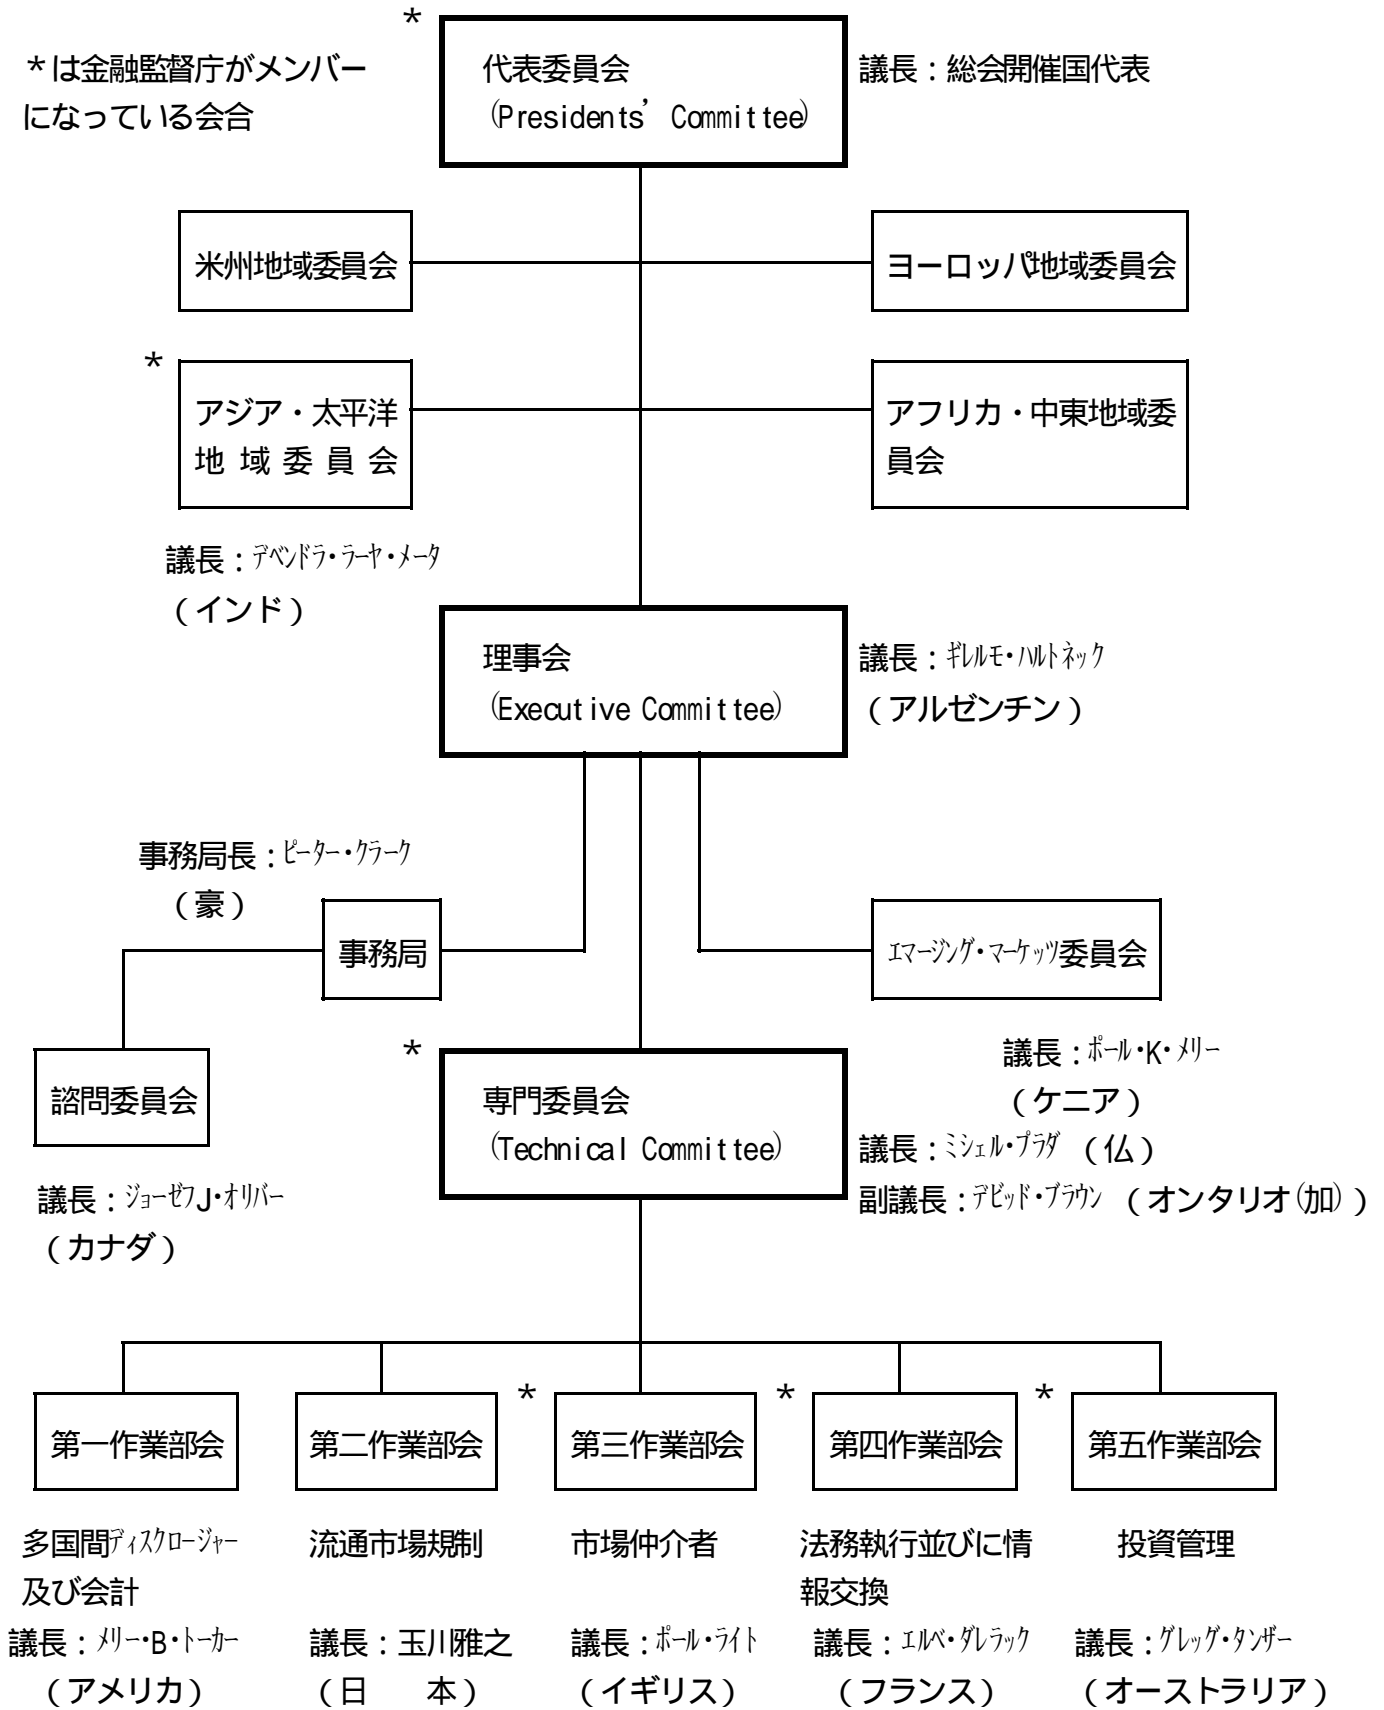 *
*は金融監督庁がメンバー
になっている会合
代表委員会
(Presidents’ Committee)
議長：総会開催国代表
米州地域委員会
ヨーロッパ地域委員会
*
アジア・太平洋
地域委員会
アフリカ・中東地域委
員会
議長：ﾃﾞﾍﾞﾝﾄﾞﾗ・ﾗｰﾔ・ﾒｰﾀ
（インド）
理事会
(Executive Committee)
議長：ｷﾞﾚﾙﾓ・ﾊﾙﾄﾈｯｸ
（アルゼンチン）
事務局長：ﾋﾟｰﾀｰ・ｸﾗｰｸ
（豪）
事務局
ｴﾏｰｼﾞﾝｸﾞ・ﾏｰｹｯﾂ委員会
諮問委員会
議長：ｼﾞｮｰｾﾞﾌJ・ｵﾘﾊﾞｰ
（カナダ）
*
専門委員会
(Technical Committee)
議長：ﾎﾟｰﾙ・K・ﾒﾘｰ
（ケニア）
議長：ﾐｼｪﾙ・ﾌﾟﾗﾀﾞ （仏）
副議長：ﾃﾞﾋﾞｯﾄﾞ・ﾌﾞﾗｳﾝ （オンタリオ(加)）
第一作業部会
第二作業部会
*
第三作業部会
*
第四作業部会
*
第五作業部会
多国間ﾃﾞｨｽｸﾛｰｼﾞｬｰ
及び会計
議長：ﾒﾘｰ・B・ﾄｰｶｰ
（アメリカ）
流通市場規制
議長：玉川雅之
（日　　本）
市場仲介者
議長：ﾎﾟｰﾙ・ﾗｲﾄ
（イギリス）
法務執行並びに情
報交換
議長：ｴﾙﾍﾞ・ﾀﾞﾚﾗｯｸ
（フランス）
投資管理
議長：ｸﾞﾚｯｸﾞ・ﾀﾝｻﾞｰ
（オーストラリア）